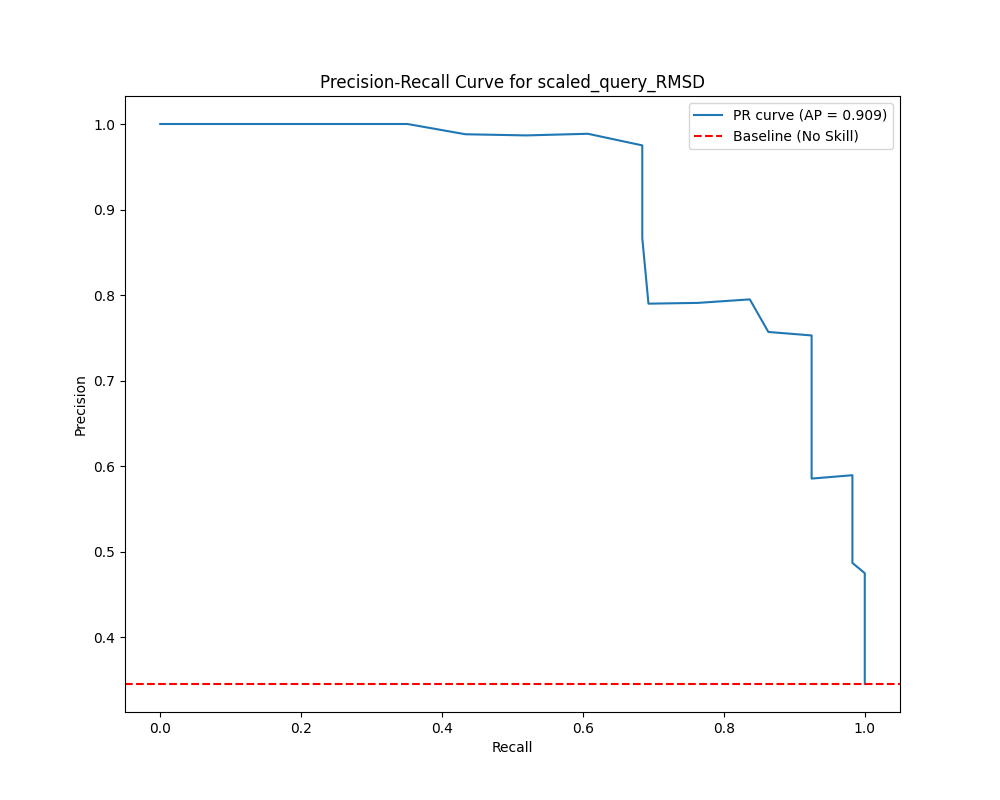 Precision-Recall Curve for scaled_query_RMSD
PR curve (AP = 0.909)
Baseline (No Skill)
1.0
0.9
0.8
0.7
0.6
0.5
0.4
Precision
0.0 0.2 0.4 0.6 0.8 1.0
Recall